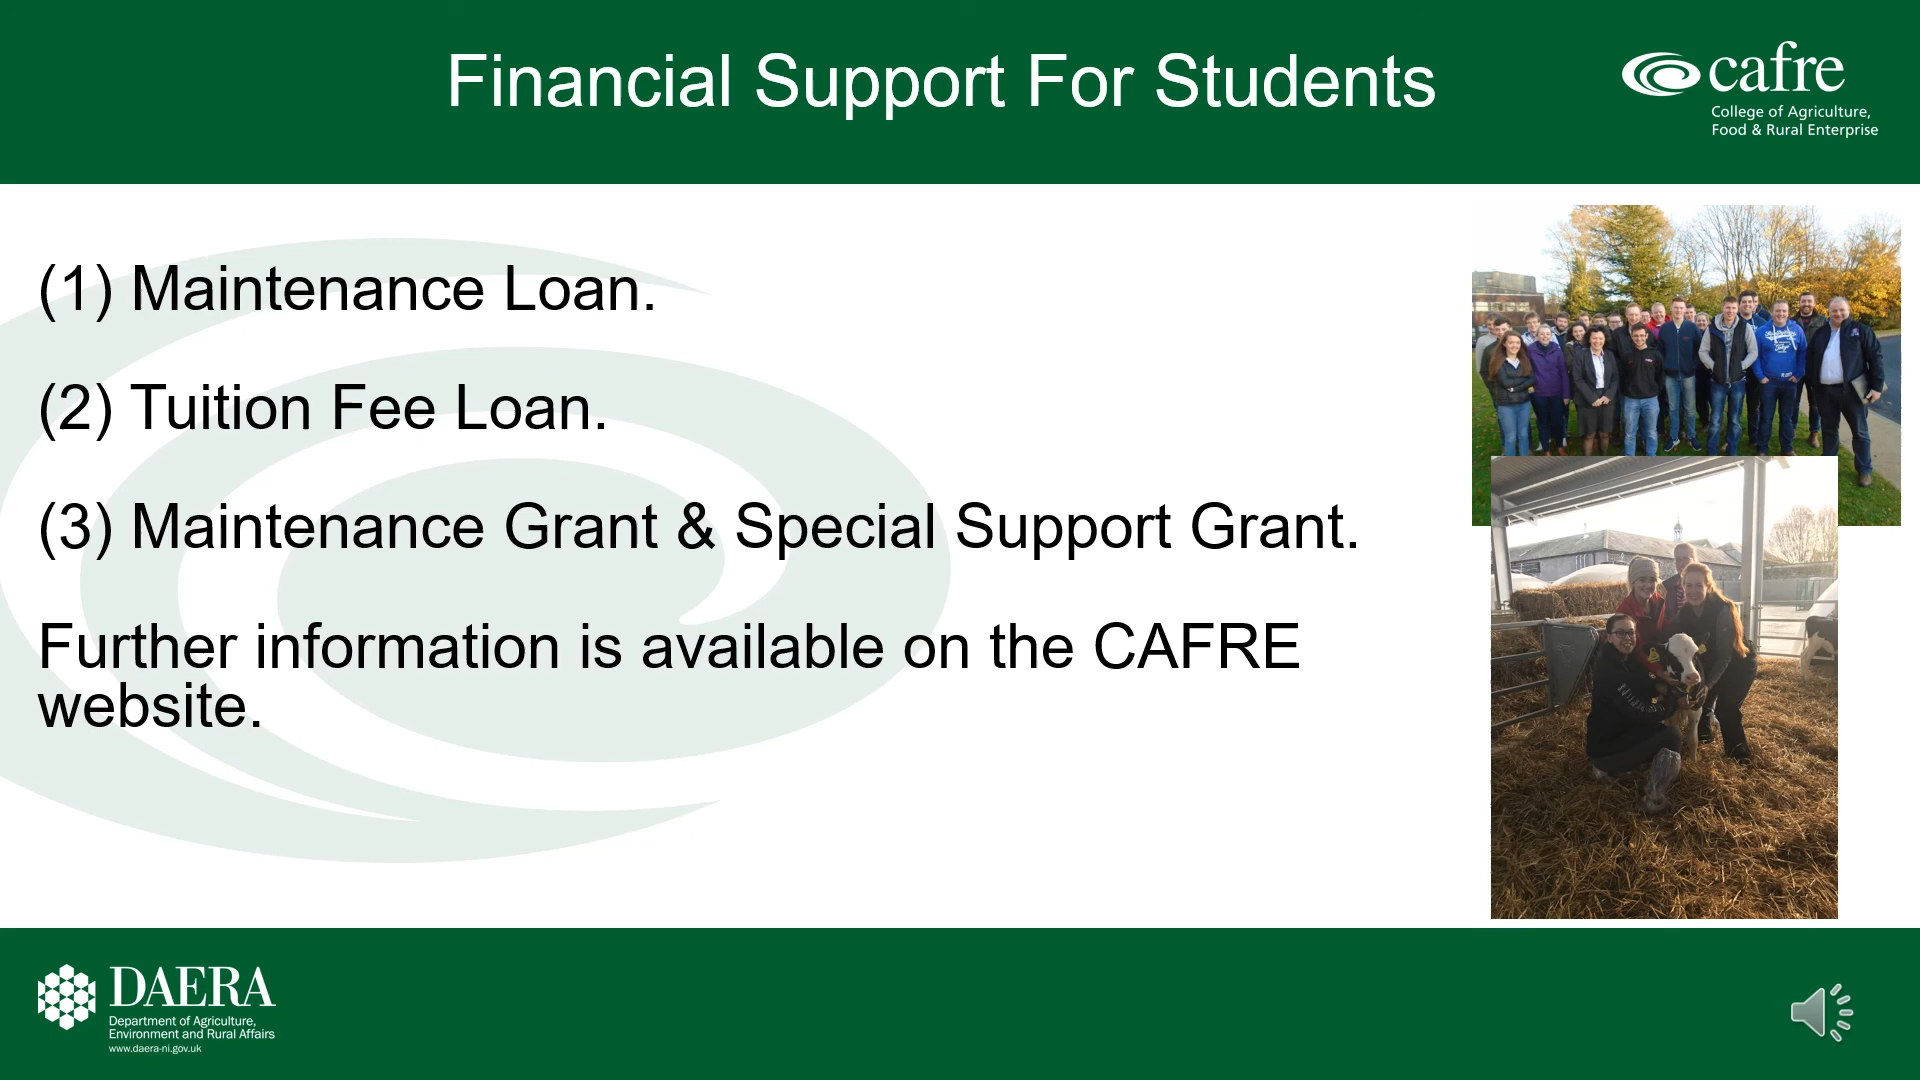 Financial Support For Students
cafre
College of Agriculture,
Food & Rural Enterprise
(1) Maintenance Loan.
(2) Tuition Fee Loan.
(3) Maintenance Grant & Special Support Grant.
Further information is available on the CAFRE
website.
DAERA
Department of Agriculture,
Environment and Rural Affairs
www.daera-ni.gov.uk